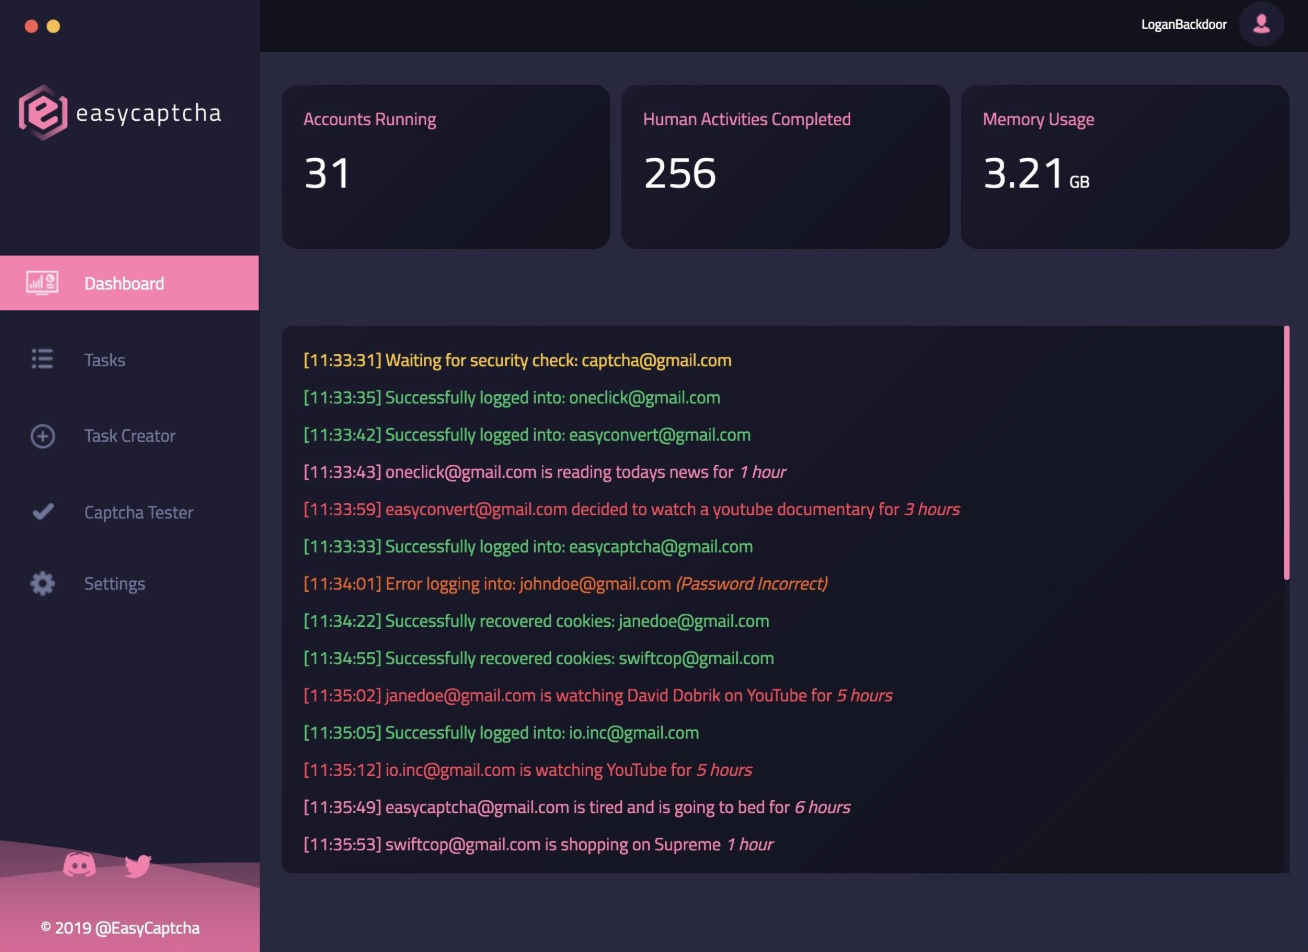 LoganBackdoor
easycaptcha
Accounts Running
31
Human Activities Completed
256
Memory Usage
3.21 GB
Dashboard
Tasks
Task Creator
Captcha Tester
Settings
[11:33:31] Waiting for security check: captcha@gmail.com
[11:33:35] Successfully logged into: oneclick@gmail.com
[11:33:42] Successfully logged into: easyconvert@gmail.com
[11:33:43] oneclick@gmail.com is reading todays news for 1 hour
[11:33:59] easyconvert@gmail.com decided to watch a youtube documentary for 3 hours
[11:33:33] Successfully logged into: easycaptcha@gmail.com
[11:34:01] Error logging into: johndoe@gmail.com (Password Incorrect)
[11:34:22] Successfully recovered cookies: janedoe@gmail.com
[11:34:55] Successfully recovered cookies: swiftcop@gmail.com
[11:35:02] janedoe@gmail.com is watching David Dobrik on YouTube for 5 hours
[11:35:05] Successfully logged into: io.inc@gmail.com
[11:35:12] io.inc@gmail.com is watching YouTube for 5 hours
[11:35:49] easycaptcha@gmail.com is tired and is going to bed for 6 hours
[11:35:53] swiftcop@gmail.com is shopping on Supreme 1 hour
© 2019 @EasyCaptcha